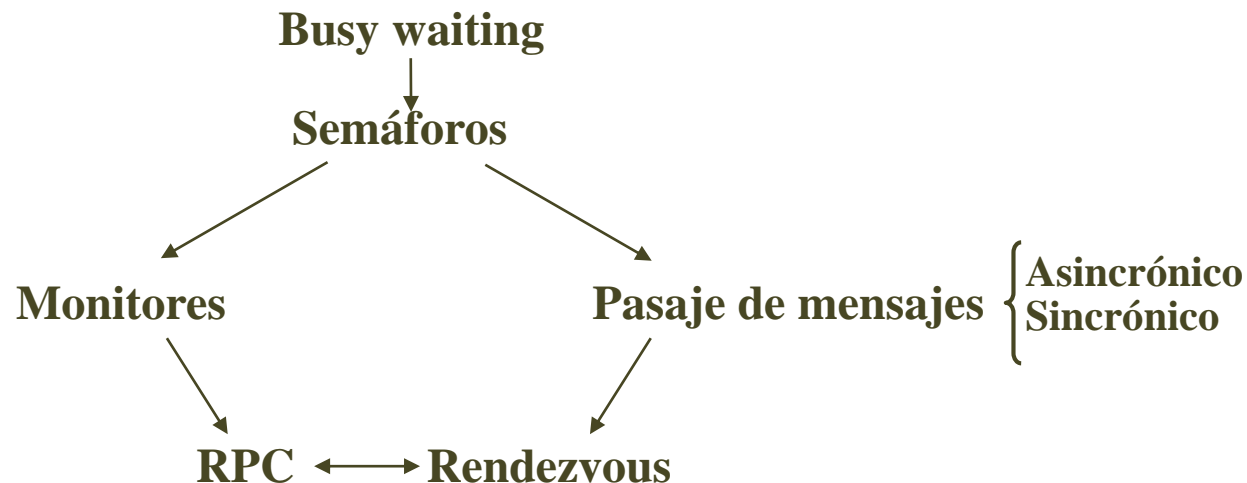 Busy waiting
Semáforos
Monitores
Pasaje de mensajes
Asincrónico
Sincrónico
RPC
Rendezvous